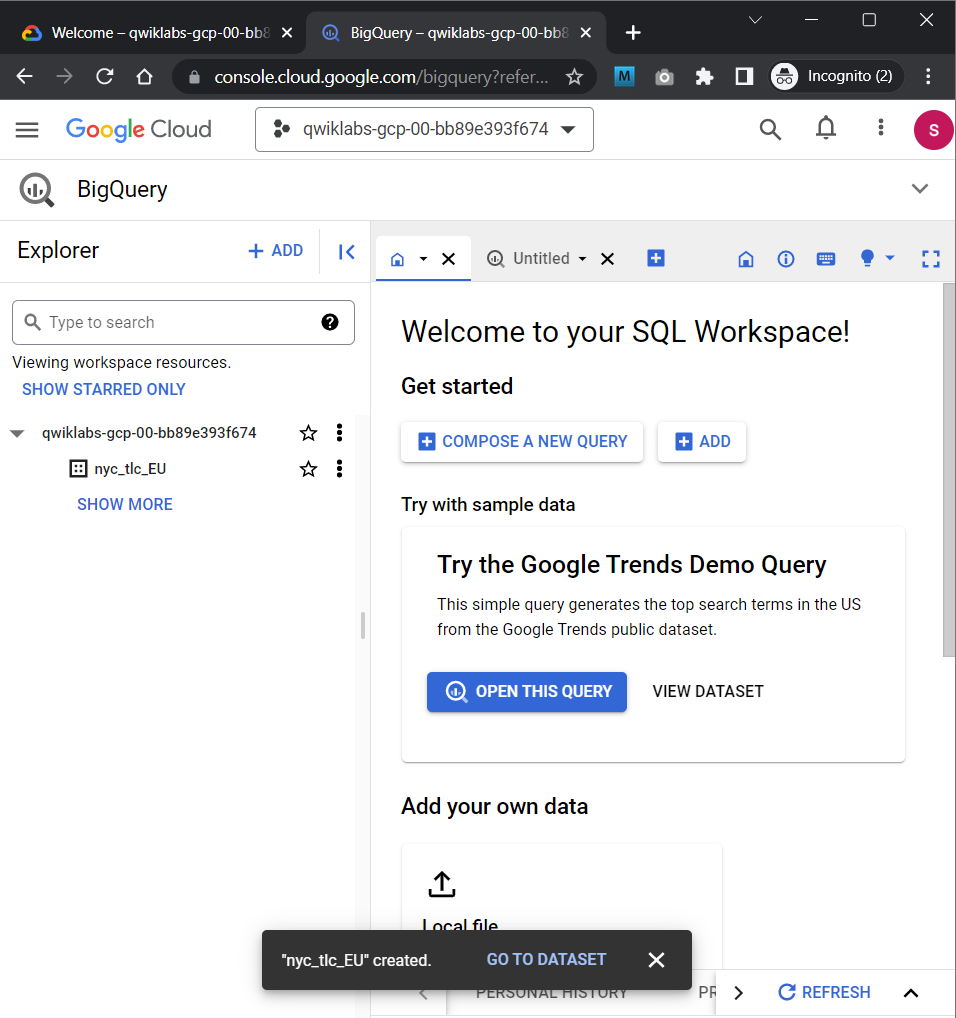 Welcome – qwiklabs-gcp-00-bb8
BigQuery – qwiklabs-gcp-00-bb8
console.cloud.google.com/bigquery?refer...
M
Incognito (2)
Google Cloud
qwiklabs-gcp-00-bb89e393f674
S
BigQuery
Explorer
ADD
Untitled
Type to search
Viewing workspace resources.
SHOW STARRED ONLY
qwiklabs-gcp-00-bb89e393f674
nyc_tlc_EU
SHOW MORE
Welcome to your SQL Workspace!
Get started
COMPOSE A NEW QUERY
ADD
Try with sample data
Try the Google Trends Demo Query
This simple query generates the top search terms in the US
from the Google Trends public dataset.
OPEN THIS QUERY
VIEW DATASET
Add your own data
Local file
"nyc_tlc_EU" created.
GO TO DATASET
PERSONAL HISTORY
PR
REFRESH